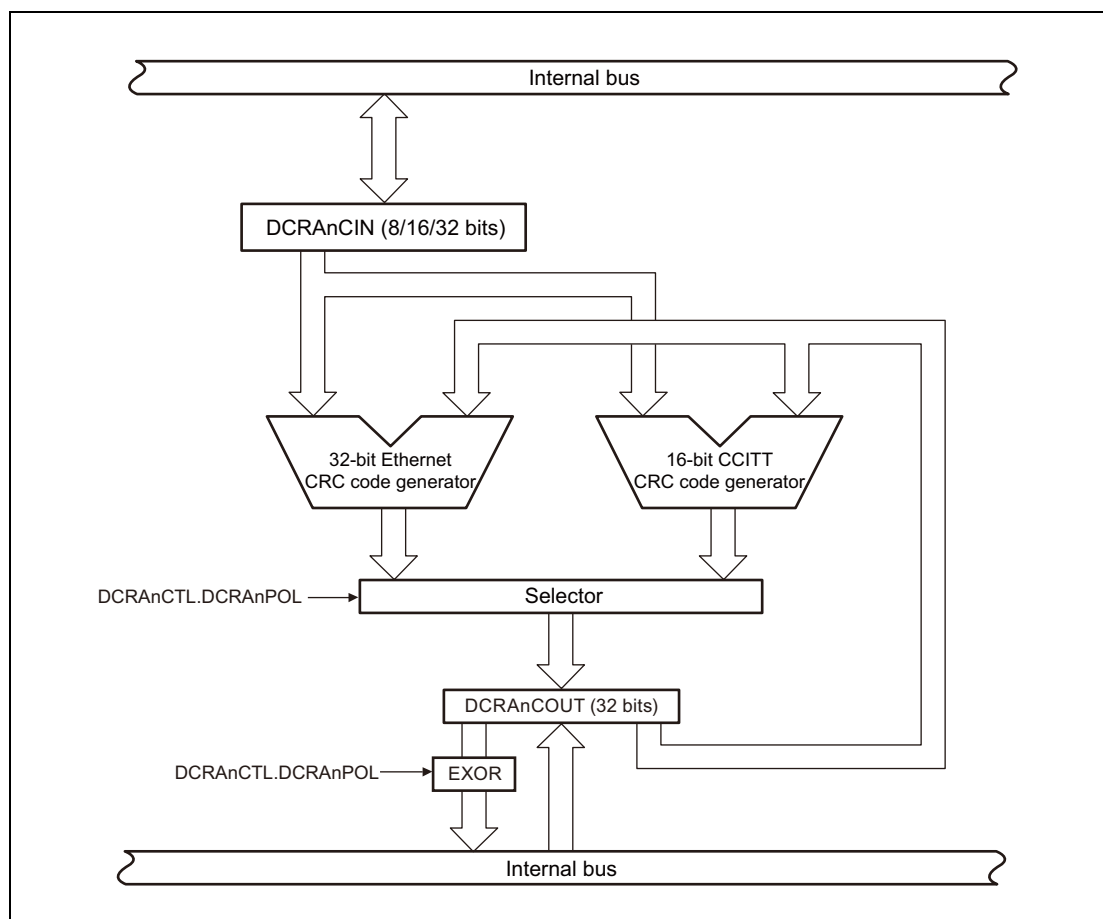 Internal bus
DCRAnCIN (8/16/32 bits)
32-bit Ethernet
CRC code generator
16-bit CCITT
CRC code generator
DCRAnCTL.DCRAnPOL
Selector
DCRAnCOUT (32 bits)
DCRAnCTL.DCRAnPOL
EXOR
Internal bus